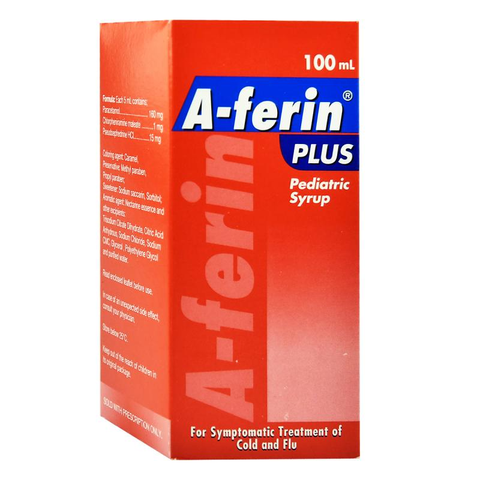 100 mL
A-ferin®
PLUS
Pediatric
Syrup
A-ferin
For Symptomatic Treatment of
Cold and Flu
Formula: Each 5 mL contains:
Paracetamol 160 mg
Chlorpheniramine maleate 1 mg
Pseudoephedrine HCl 15 mg
Coloring agent: Caramel,
Preservative: Methyl paraben,
Propyl paraben;
Sweetener: Sodium saccarin, Sorbitol;
Aromatic agent: Nectarine essence and
other excipients:
Trisodium Citrate Dihydrate, Citric Acid
Anhydrous, Sodium Chloride, Sodium
CMC, Glycerol, Polyethylene Glycol
and purified water.
Read enclosed leaflet before use.
In case of an unexpected side effect,
consult your physician.
Store below 25°C.
Keep out of the reach of children in
its original package.
SOLD WITH PRESCRIPTION ONLY.